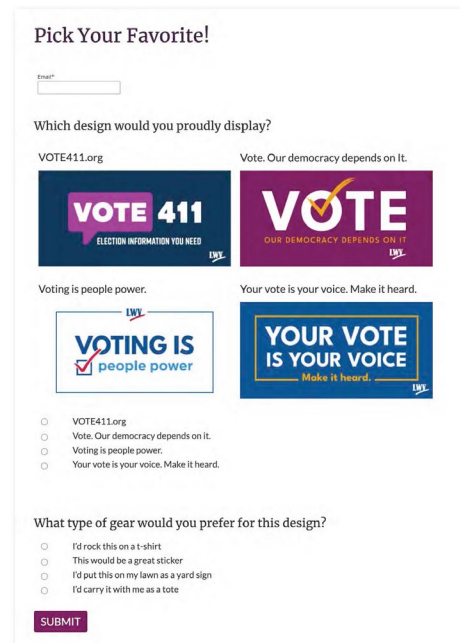 Pick Your Favorite!
Email*
Which design would you proudly display?
VOTE411.org
VOTE 411
ELECTION INFORMATION YOU NEED
LWV
Vote. Our democracy depends on It.
VOTE
OUR DEMOCRACY DEPENDS ON IT
LWV
Voting is people power.
LWV
VOTING IS
people power
Your vote is your voice. Make it heard.
YOUR VOTE
IS YOUR VOICE
Make it heard.
LWV
VOTE411.org
Vote. Our democracy depends on it.
Voting is people power.
Your vote is your voice. Make it heard.
What type of gear would you prefer for this design?
I'd rock this on a t-shirt
This would be a great sticker
I'd put this on my lawn as a yard sign
I'd carry it with me as a tote
SUBMIT